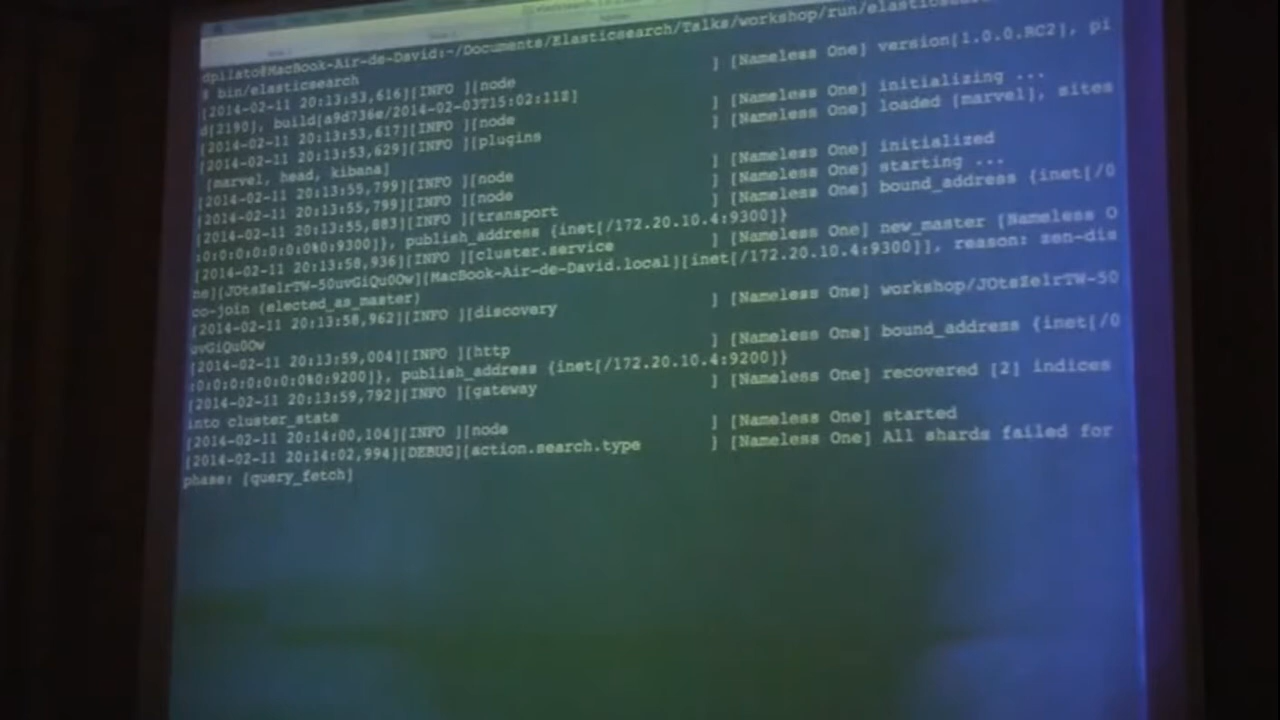 dpilato@MacBook-Air-de-David:~/Documents/Elasticsearch/Talks/workshop/run/elasticsea
$ bin/elasticsearch
[2014-02-11 20:13:53,616][INFO ][node ] [Nameless One] version[1.0.0.RC2], pi
d[2190], build[a9d736e/2014-02-03T15:02:11Z]
[2014-02-11 20:13:53,617][INFO ][node ] [Nameless One] initializing ...
[2014-02-11 20:13:53,629][INFO ][plugins ] [Nameless One] loaded [marvel], sites
[marvel, head, kibana]
[2014-02-11 20:13:55,799][INFO ][node ] [Nameless One] initialized
[2014-02-11 20:13:55,799][INFO ][node ] [Nameless One] starting ...
[2014-02-11 20:13:55,883][INFO ][transport ] [Nameless One] bound_address {inet[/0
:0:0:0:0:0:0%0:9300]}, publish_address {inet[/172.20.10.4:9300]}
[2014-02-11 20:13:58,936][INFO ][cluster.service ] [Nameless One] new_master [Nameless O
ne][JOtsZelrTW-50uvGiQu0Ow][MacBook-Air-de-David.local][inet[/172.20.10.4:9300]], reason: zen-dis
co-join (elected_as_master)
[2014-02-11 20:13:58,962][INFO ][discovery ] [Nameless One] workshop/JOtsZelrTW-50
uvGiQu0Ow
[2014-02-11 20:13:59,004][INFO ][http ] [Nameless One] bound_address {inet[/0
:0:0:0:0:0:0%0:9200]}, publish_address {inet[/172.20.10.4:9200]}
[2014-02-11 20:13:59,792][INFO ][gateway ] [Nameless One] recovered [2] indices
into cluster_state
[2014-02-11 20:14:00,104][INFO ][node ] [Nameless One] started
[2014-02-11 20:14:02,994][DEBUG][action.search.type ] [Nameless One] All shards failed for
phase: [query_fetch]